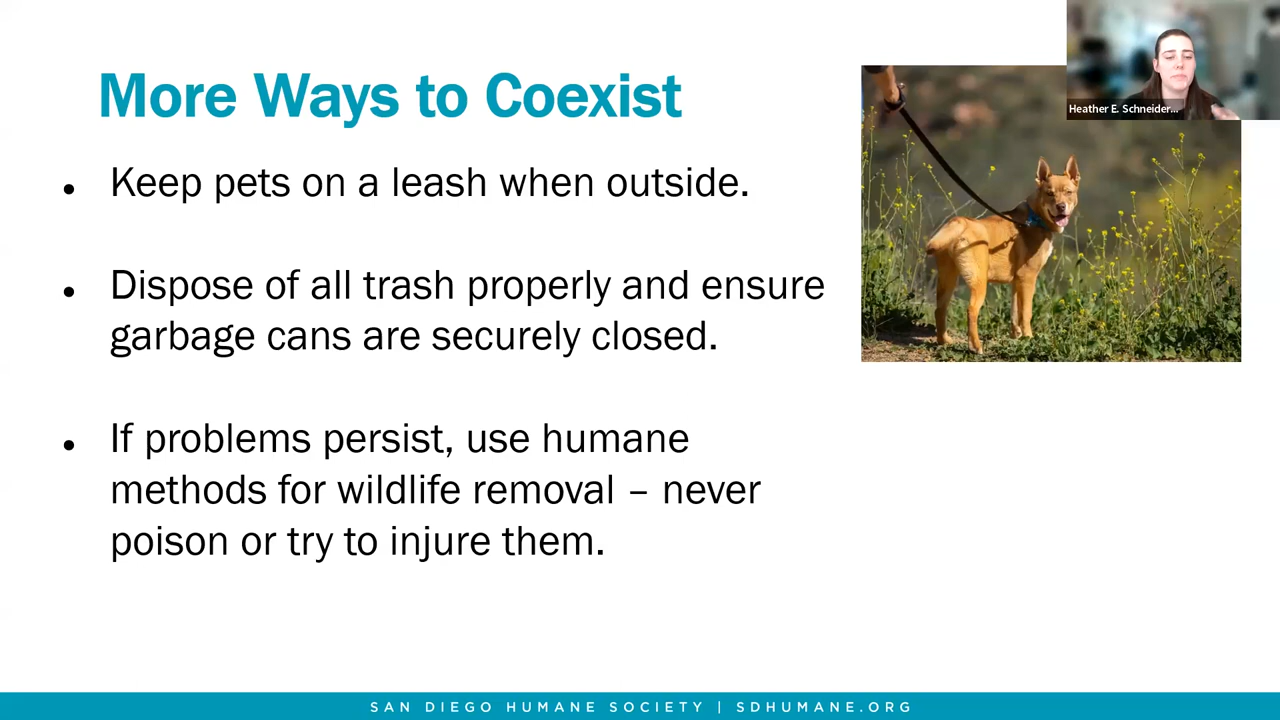 More Ways to Coexist
Heather E. Schneider...
• Keep pets on a leash when outside.
• Dispose of all trash properly and ensure
garbage cans are securely closed.
• If problems persist, use humane
methods for wildlife removal – never
poison or try to injure them.
SAN DIEGO HUMANE SOCIETY | SDHUMANE.ORG